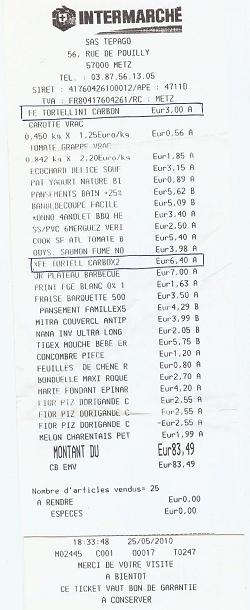 INTERMARCHÉ
SAS TEPAGO
56, RUE DE POUILLY
57000 METZ
TEL. : 03.87.56.13.05
SIRET : 41760426100012/APE : 4711D
TVA : FR80417604261/RC : METZ
FE TORTELLINI CARBON Eur3,00 A
CAROTTE VRAC
0.450 kg X 1,25Euro/kg Eur0,56 A
TOMATE GRAPPE VRAC
0.842 kg X 2,20Euro/kg Eur1,85 A
ECOCHARD DELICE SOUF Eur3,15 A
PAT YAOURI NATURE BI Eur0,89 A
PANSEMENTS BAIN +25% Eur5,62 B
BANDEDECOUPE FACILE Eur5,09 B
4ANDLET BBQ HE Eur3,40 A
SS/PVC 6MERGUEZ VERI Eur2,50 A
COOK SF ATL TOMATE B Eur5,40 A
ODYS. SAUMON FUME NO Eur3,98 A
FE TORTELL CARBOX2 Eur6,40 A
JR PLATEAU BARBECUE Eur7,00 A
PRINT FGE BLANC 0% 1 Eur1,63 A
FRAISE BARQUETTE 500 Eur3,50 A
PANSEMENT FAMILLEX5 Eur4,29 B
MITRA COUVERCL ANTIP Eur3,99 B
NANA INV ULTRA LONG Eur2,05 B
TIGEX MOUCHE BEBE ER Eur5,75 B
CONCOMBRE PIECE Eur1,20 A
FEUILLES DE CHENE R Eur0,80 A
BONDUELLE MAXI ROQUE Eur2,70 A
MARIE FONDANT EPINAR Eur4,20 A
FIOR PIZ DORIGANDE C Eur2,55 A
FIOR PIZ DORIGANDE C Eur2,55 A
FIOR PIZ DORIGANDE C -Eur2,55 A
MELON CHARENTAIS PET Eur1,99 A
MONTANT DU Eur83,49
CB EMV Eur83,49
Nombre d'articles vendus= 25
A RENDRE Eur0,00
ESPECES Eur0,00
18:33:48 25/05/2010
M02445 C001 00017 T0247
MERCI DE VOTRE VISITE
A BIENTOT
CE TICKET VAUT BON DE GARANTIE
A CONSERVER